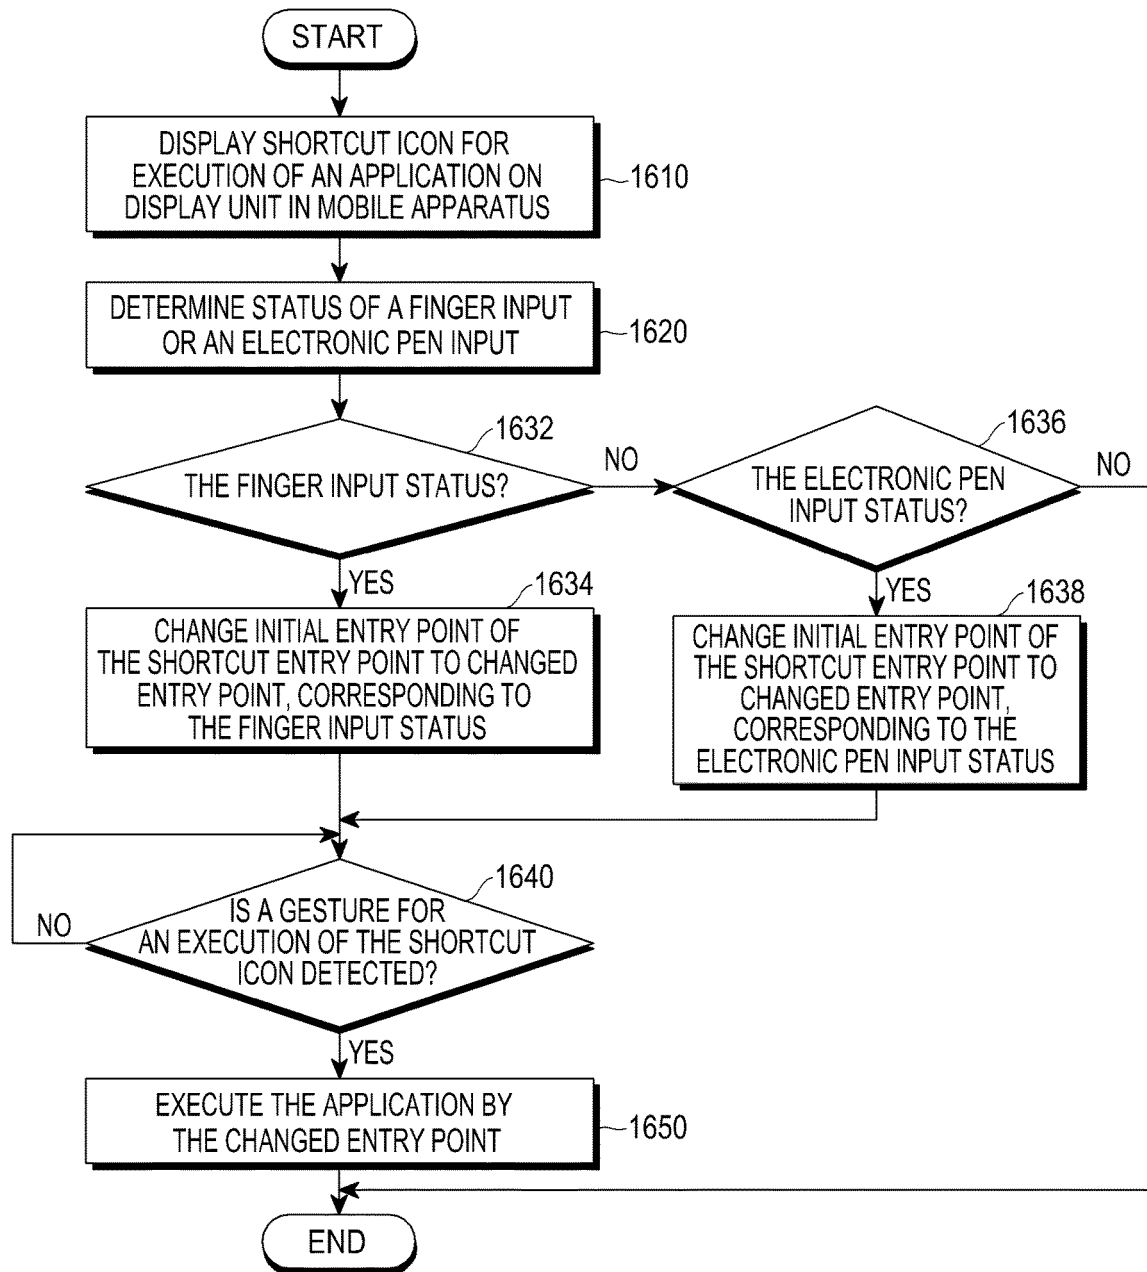 START
DISPLAY SHORTCUT ICON FOR
EXECUTION OF AN APPLICATION ON
DISPLAY UNIT IN MOBILE APPARATUS
1610
DETERMINE STATUS OF A FINGER INPUT
OR AN ELECTRONIC PEN INPUT
1620
1632
THE FINGER INPUT STATUS?
NO
1636
THE ELECTRONIC PEN
INPUT STATUS?
NO
YES
1634
CHANGE INITIAL ENTRY POINT OF
THE SHORTCUT ENTRY POINT TO CHANGED
ENTRY POINT, CORRESPONDING TO
THE FINGER INPUT STATUS
YES
1638
CHANGE INITIAL ENTRY POINT OF
THE SHORTCUT ENTRY POINT TO
CHANGED ENTRY POINT,
CORRESPONDING TO THE
ELECTRONIC PEN INPUT STATUS
1640
IS A GESTURE FOR
AN EXECUTION OF THE SHORTCUT
ICON DETECTED?
NO
YES
EXECUTE THE APPLICATION BY
THE CHANGED ENTRY POINT
1650
END